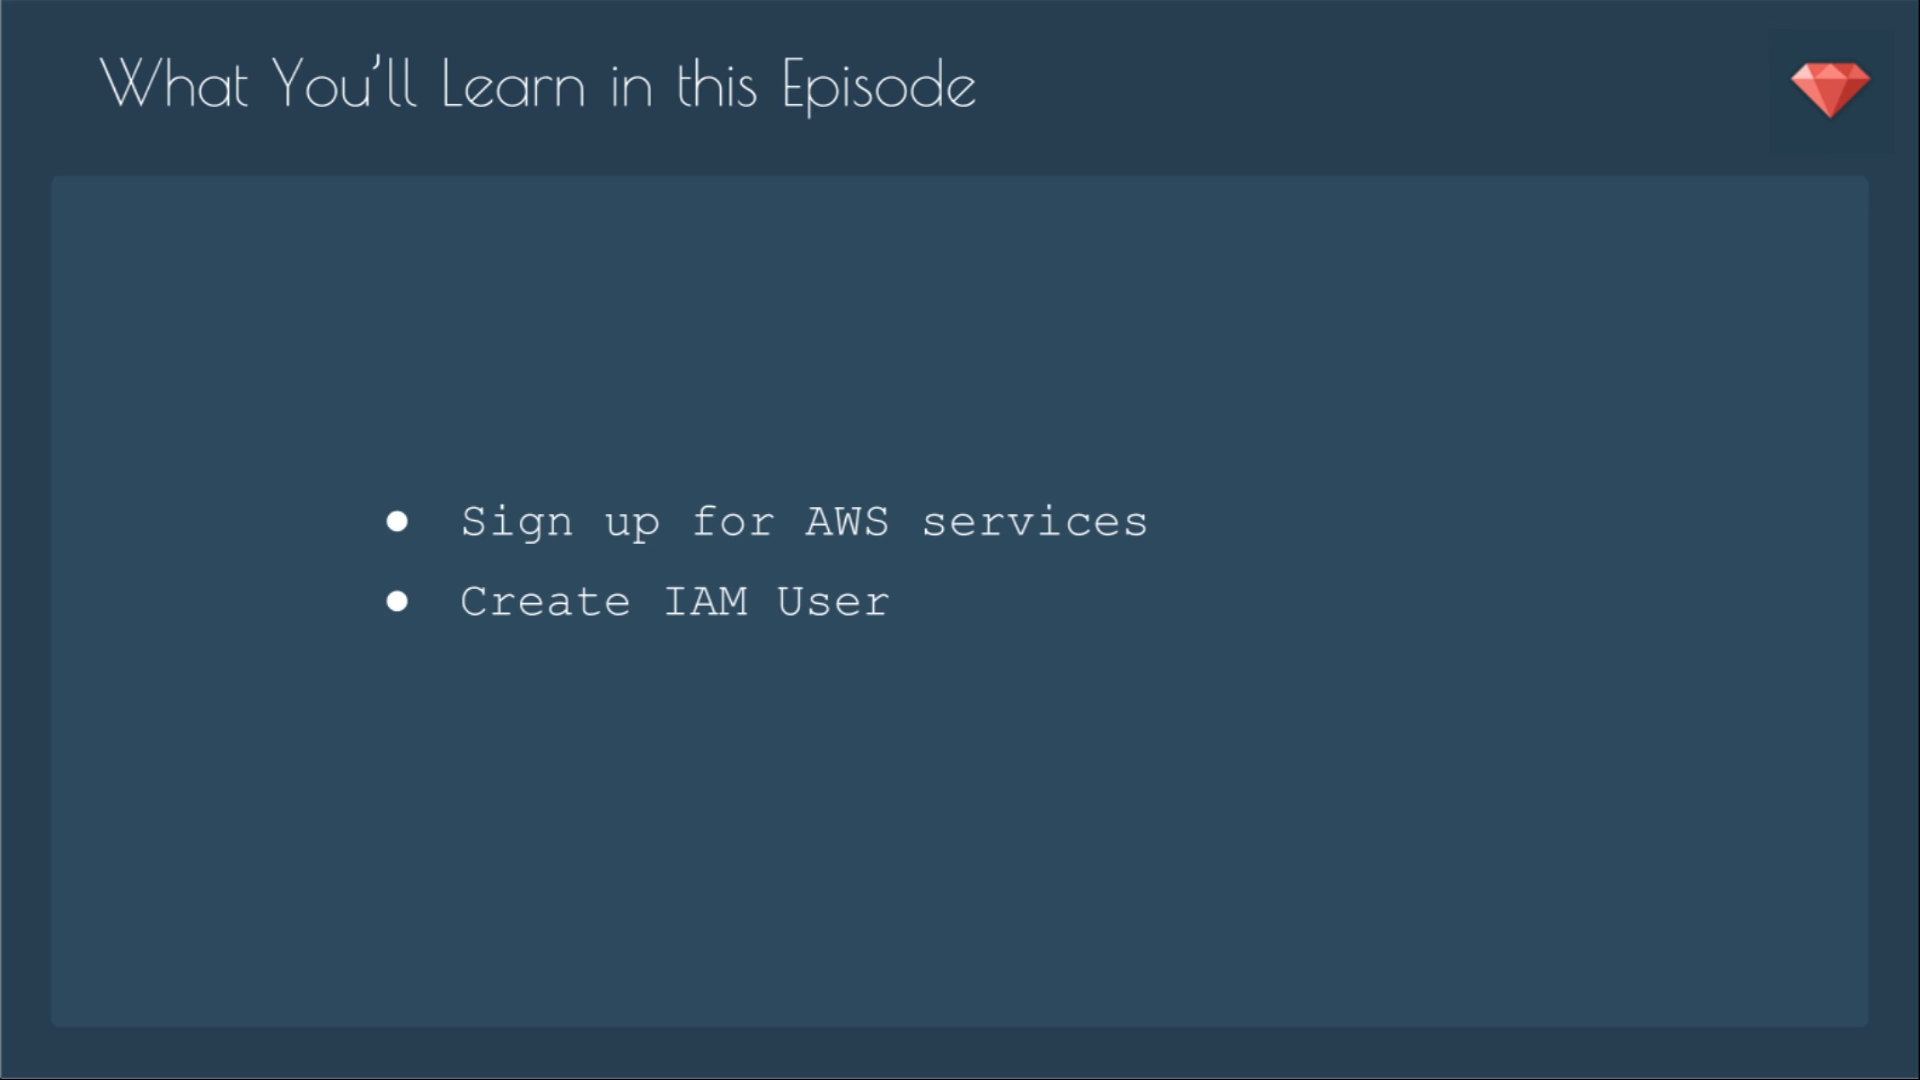 What You'll Learn in this Episode
● Sign up for AWS services
● Create IAM User